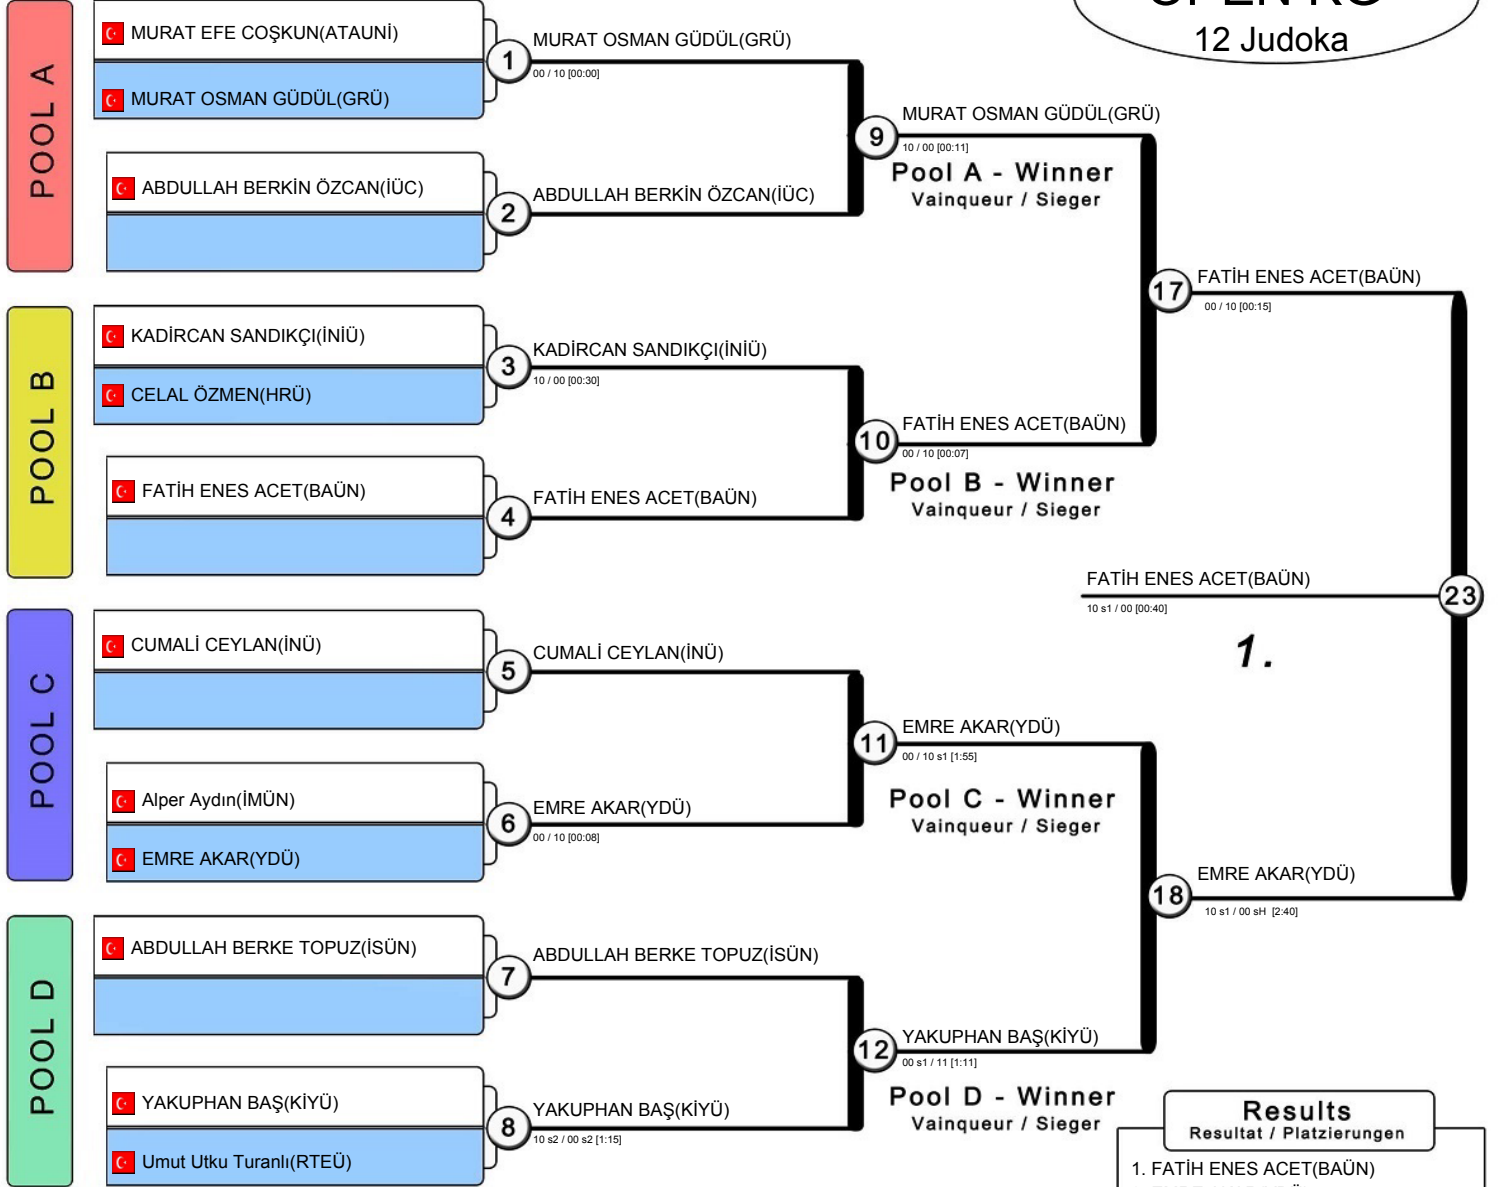 12 Judoka
POOL A
MURAT EFE COŞKUN(ATAUNİ)
MURAT OSMAN GÜDÜL(GRÜ)
1
MURAT OSMAN GÜDÜL(GRÜ)
00 / 10 [00:00]
ABDULLAH BERKİN ÖZCAN(İÜC)
2
ABDULLAH BERKİN ÖZCAN(İÜC)
9
MURAT OSMAN GÜDÜL(GRÜ)
10 / 00 [00:11]
Pool A - Winner
Vainqueur / Sieger
POOL B
KADİRCAN SANDIKÇI(İNİÜ)
CELAL ÖZMEN(HRÜ)
3
KADİRCAN SANDIKÇI(İNİÜ)
10 / 00 [00:30]
FATİH ENES ACET(BAÜN)
4
FATİH ENES ACET(BAÜN)
10
FATİH ENES ACET(BAÜN)
00 / 10 [00:07]
Pool B - Winner
Vainqueur / Sieger
17
FATİH ENES ACET(BAÜN)
00 / 10 [00:15]
POOL C
CUMALİ CEYLAN(İNÜ)
5
CUMALİ CEYLAN(İNÜ)
Alper Aydın(İMÜN)
EMRE AKAR(YDÜ)
6
EMRE AKAR(YDÜ)
00 / 10 [00:08]
11
EMRE AKAR(YDÜ)
00 / 10 s1 [1:55]
Pool C - Winner
Vainqueur / Sieger
POOL D
ABDULLAH BERKE TOPUZ(İSÜN)
7
ABDULLAH BERKE TOPUZ(İSÜN)
YAKUPHAN BAŞ(KİYÜ)
Umut Utku Turanlı(RTEÜ)
8
YAKUPHAN BAŞ(KİYÜ)
10 s2 / 00 s2 [1:15]
12
YAKUPHAN BAŞ(KİYÜ)
00 s1 / 11 [1:11]
Pool D - Winner
Vainqueur / Sieger
18
EMRE AKAR(YDÜ)
10 s1 / 00 sH [2:40]
FATİH ENES ACET(BAÜN)
10 s1 / 00 [00:40]
23
1.
Results
Resultat / Platzierungen
1. FATİH ENES ACET(BAÜN)